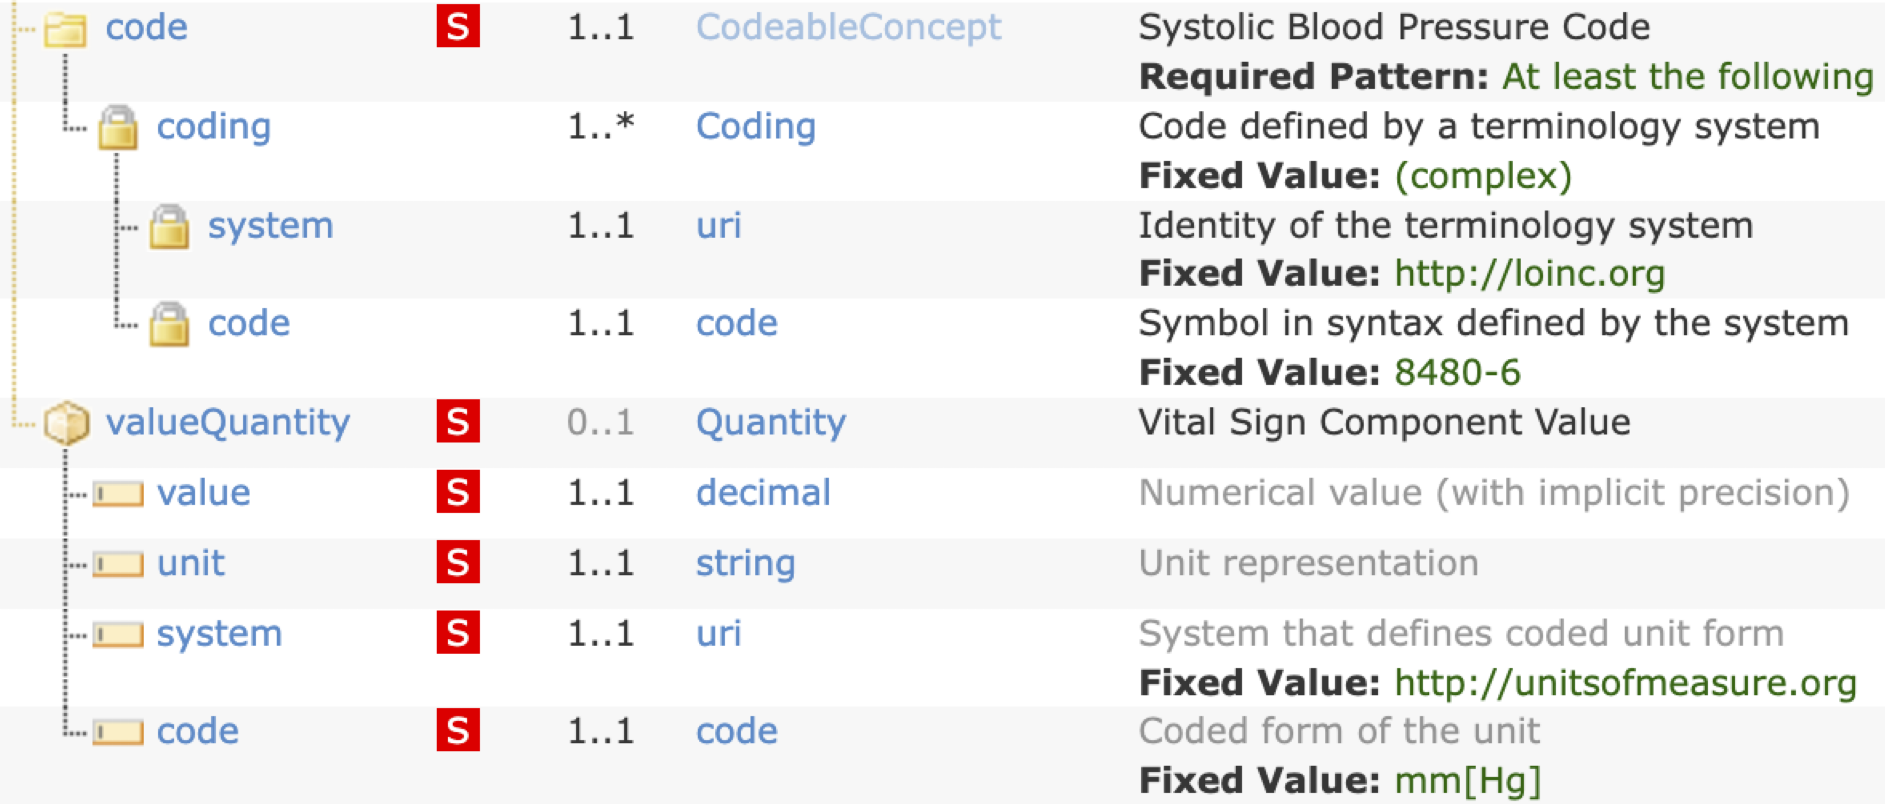 code S 1..1 CodeableConcept Systolic Blood Pressure Code
Required Pattern: At least the following
coding 1..* Coding Code defined by a terminology system
Fixed Value: (complex)
system 1..1 uri Identity of the terminology system
Fixed Value: http://loinc.org
code 1..1 code Symbol in syntax defined by the system
Fixed Value: 8480-6
valueQuantity S 0..1 Quantity Vital Sign Component Value
value S 1..1 decimal Numerical value (with implicit precision)
unit S 1..1 string Unit representation
system S 1..1 uri System that defines coded unit form
Fixed Value: http://unitsofmeasure.org
code S 1..1 code Coded form of the unit
Fixed Value: mm[Hg]